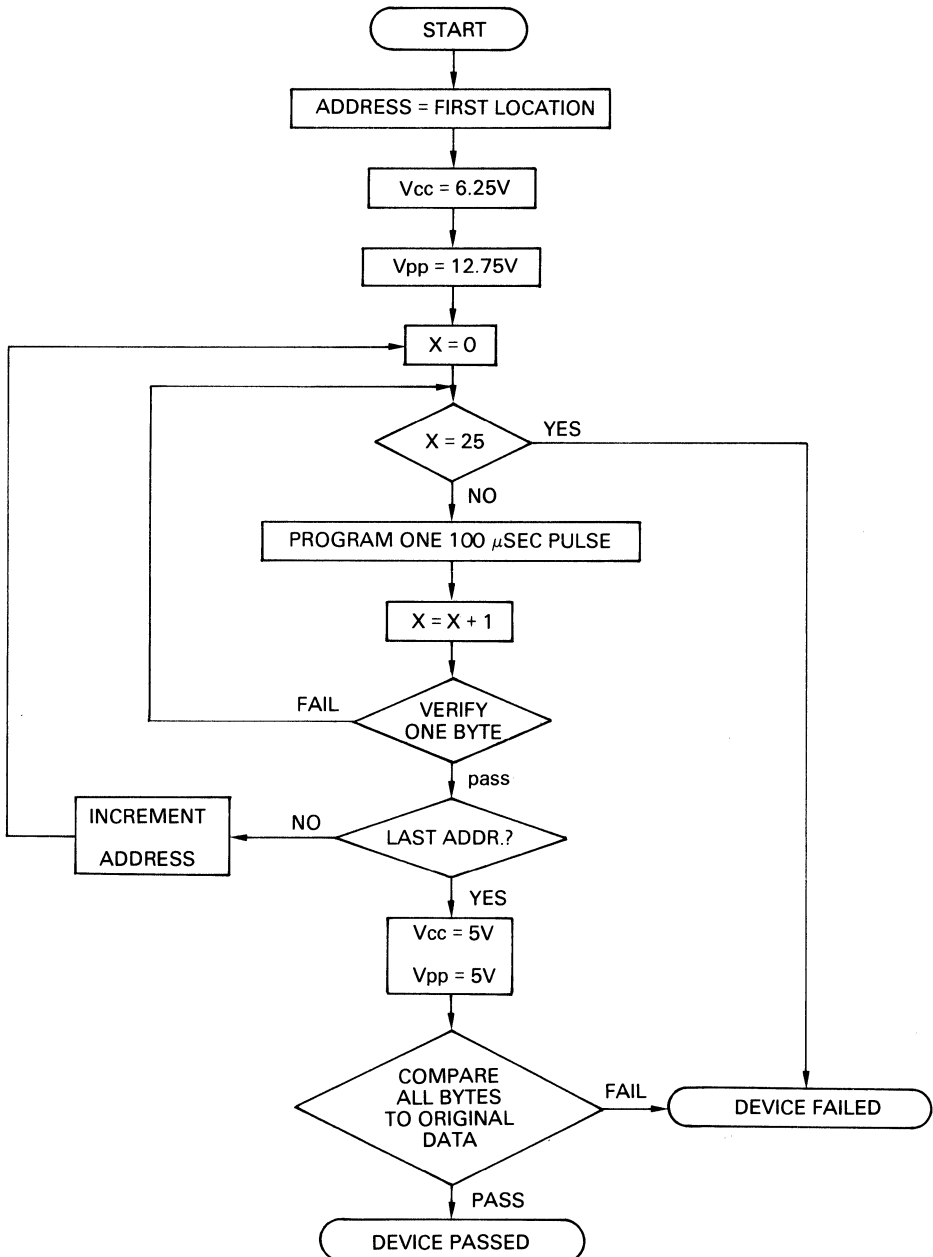 START
ADDRESS = FIRST LOCATION
Vcc = 6.25V
Vpp = 12.75V
X = 0
X = 25
YES
NO
PROGRAM ONE 100 μSEC PULSE
X = X + 1
FAIL
VERIFY
ONE BYTE
pass
INCREMENT
ADDRESS
NO
LAST ADDR.?
YES
Vcc = 5V
Vpp = 5V
COMPARE
ALL BYTES
TO ORIGINAL
DATA
FAIL
DEVICE FAILED
PASS
DEVICE PASSED